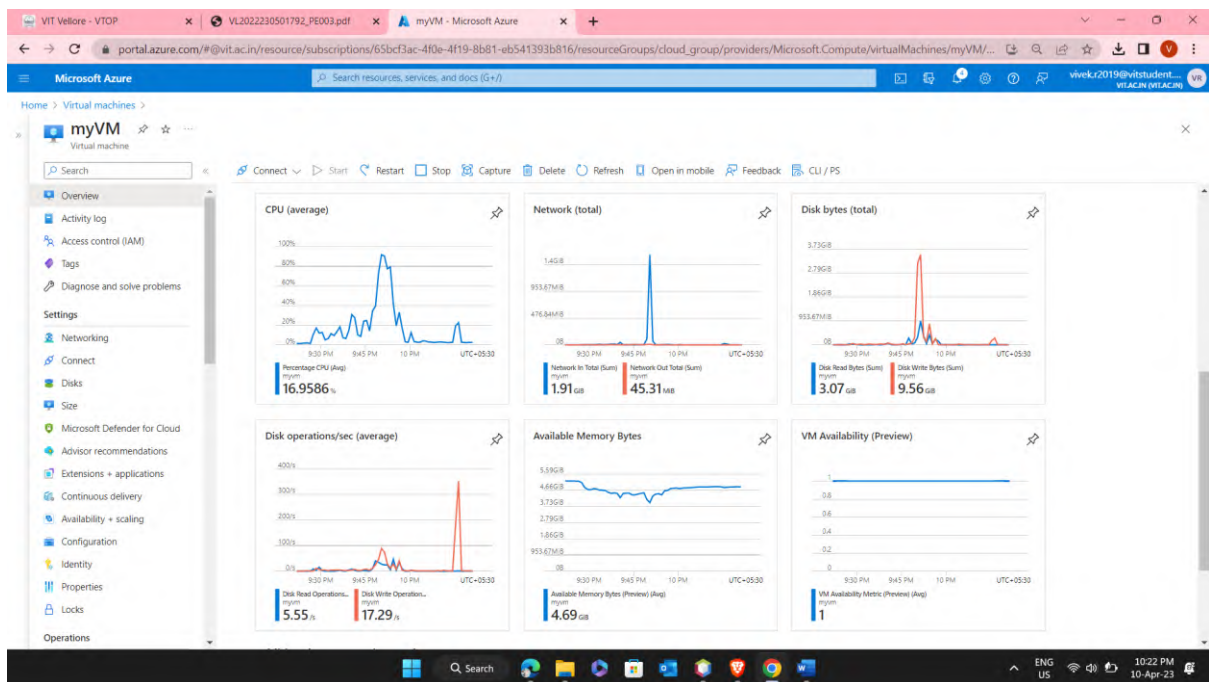 VIT Vellore - VTOP
VL2022230501792_PE003.pdf
myVM - Microsoft Azure
portal.azure.com/#@vit.ac.in/resource/subscriptions/65bcf3ac-4f0e-4f19-8b81-eb541393b816/resourceGroups/cloud_group/providers/Microsoft.Compute/virtualMachines/myVM/...
V
Microsoft Azure
Search resources, services, and docs (G+/)
4
vivek.r2019@vitstudent....
VIT.AC.IN (VIT.AC.IN)
VR
Home > Virtual machines >
myVM
Virtual machine
Search
Connect
Start
Restart
Stop
Capture
Delete
Refresh
Open in mobile
Feedback
CLI / PS
Overview
Activity log
Access control (IAM)
Tags
Diagnose and solve problems
Settings
Networking
Connect
Disks
Size
Microsoft Defender for Cloud
Advisor recommendations
Extensions + applications
Continuous delivery
Availability + scaling
Configuration
Identity
Properties
Locks
Operations
CPU (average)
100%
80%
60%
40%
20%
0%
9:30 PM 9:45 PM 10 PM UTC+05:30
Percentage CPU (Avg)
myvm
16.9586 %
Network (total)
1.4GiB
953.67MiB
476.84MiB
0B
9:30 PM 9:45 PM 10 PM UTC+05:30
Network In Total (Sum)
myvm
1.91 GiB
Network Out Total (Sum)
myvm
45.31 MiB
Disk bytes (total)
3.73GiB
2.79GiB
1.86GiB
953.67MiB
0B
9:30 PM 9:45 PM 10 PM UTC+05:30
Disk Read Bytes (Sum)
myvm
3.07 GiB
Disk Write Bytes (Sum)
myvm
9.56 GiB
Disk operations/sec (average)
400/s
300/s
200/s
100/s
0/s
9:30 PM 9:45 PM 10 PM UTC+05:30
Disk Read Operations...
myvm
5.55 /s
Disk Write Operation...
myvm
17.29 /s
Available Memory Bytes
5.59GiB
4.66GiB
3.73GiB
2.79GiB
1.86GiB
953.67MiB
0B
9:30 PM 9:45 PM 10 PM UTC+05:30
Available Memory Bytes (Preview) (Avg)
myvm
4.69 GiB
VM Availability (Preview)
1
0.8
0.6
0.4
0.2
0
9:30 PM 9:45 PM 10 PM UTC+05:30
VM Availability Metric (Preview) (Avg)
myvm
1
Search
ENG
US
10:22 PM
10-Apr-23